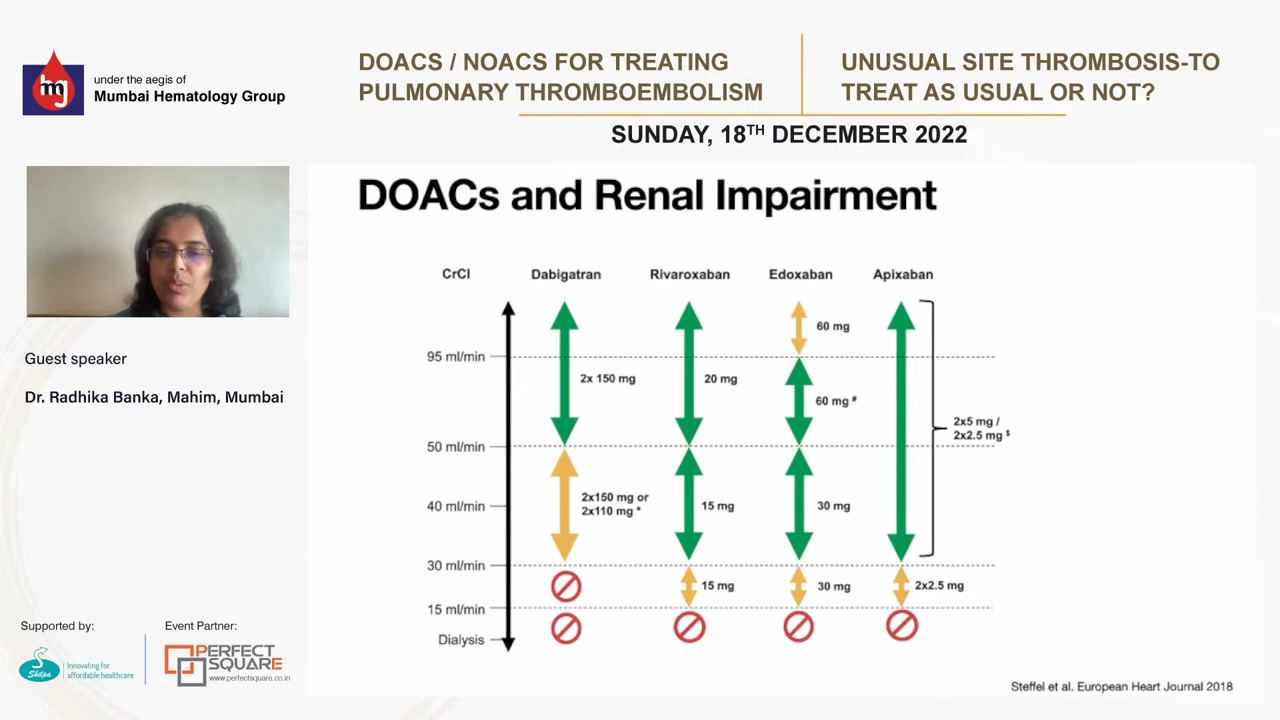 mg
under the aegis of
Mumbai Hematology Group
DOACS / NOACS FOR TREATING
PULMONARY THROMBOEMBOLISM
UNUSUAL SITE THROMBOSIS-TO
TREAT AS USUAL OR NOT?
SUNDAY, 18TH DECEMBER 2022
Guest speaker
Dr. Radhika Banka, Mahim, Mumbai
DOACs and Renal Impairment
CrCl Dabigatran Rivaroxaban Edoxaban Apixaban
60 mg
95 ml/min
2x 150 mg 20 mg 60 mg #
2x5 mg /
2x2.5 mg $
50 ml/min
2x150 mg or
2x110 mg *
40 ml/min 15 mg 30 mg
30 ml/min
15 mg 30 mg 2x2.5 mg
15 ml/min
Dialysis
Steffel et al. European Heart Journal 2018
Supported by:
Shilpa
Innovating for
affordable healthcare
Event Partner:
PERFECT
SQUARE
www.perfectsquare.co.in